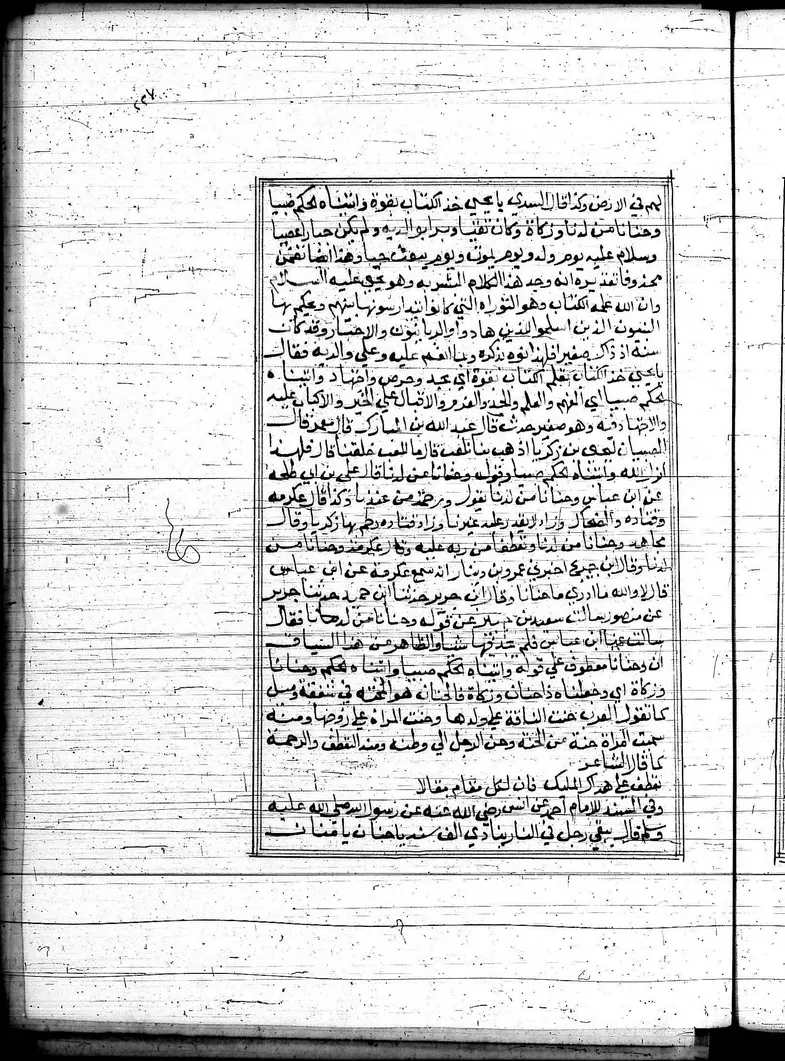 ٢٢٧
لهم في الارض وكذا قال السدي يا يحيى خذ الكتاب بقوة واتيناه الحكم صبيا
وحنانا من لدنا وزكاة وكان تقيا وبرا بوالديه ولم يكن جبارا عصيا
وسلام عليه يوم ولد ويوم يموت ويوم يبعث حيا وهذا ايضا تضمن
محذوفا تقديره انه وجد هذا الكلام المبشر به وهو يحيى عليه السلام
وان الله علمه الكتاب وهو التوراه التي كانوا يتدارسونها بينهم ويحكم بها
النبيون الذين اسلموا للذين هادوا والربانيون والاحبار وقد كان
سنه اذ ذاك صغيرا فلهذا نوه بذكره وبما انعم عليه وعلى والديه فقال
يا يحيى خذ الكتاب تعلم الكتاب بقوة اي بجد وحرص واجتهاد واتيناه
الحكم صبيا اي الفهم والعلم والجد والعزم والاقبال على الخير والاكباب عليه
والاجتهاد فيه وهو صغير حدث قال عبد الله بن المبارك قال معمر قال
الصبيان ليحيى بن زكريا اذهب بنا نلعب قال ما للعب خلقنا قال فلهذا
انزل الله واتيناه الحكم صبيا وقوله وحنانا من لدنا قال علي بن ابي طلحه
عن ابن عباس وحنانا من لدنا يقول ورحمة من عندنا وكذا قال عكرمه
وقتاده والضحاك وزاد لا يقدر عليها غيرنا وزاد قتاده رحم بها زكريا وقال
مجاهد وحنانا من لدنا وتعطفا من ربه عليه وقال عكرمة وحنانا من
لدنا وقال ابن جريج اخبرني عمرو بن دينار انه سمع عكرمة عن ابن عباس
قال لا والله ما ادري ما حنانا وقال ابن جرير حدثنا ابن حميد حدثنا جرير
عن منصور سالت سعيد بن جبير عن قوله وحنانا من لدنا فقال
سالت عنها ابن عباس فلم يجد فيها شيا والظاهر من هذا السياق
ان وحنانا معطوف على قوله واتيناه الحكم صبيا اي واتيناه الحكم وحنانا
وزكاة اي وجعلناه ذا حنان وزكاة فالحنان هو المحبه في شفقة وميل
كما تقول العرب حنت الناقة على ولدها وحنت المراة على زوجها ومنه
سميت المراة حنة من الحنة وحن الرجل الى وطنه ومنه التعطف والرحمة
كما قال الشاعر
تعطف علي هداك المليك فان لكل مقام مقالا
وفي المسند للامام احمد عن انس رضي الله عنه عن رسول الله صلى الله عليه
وسلم قال يبقى رجل في النار ينادي الف سنة يا حنان يا منان